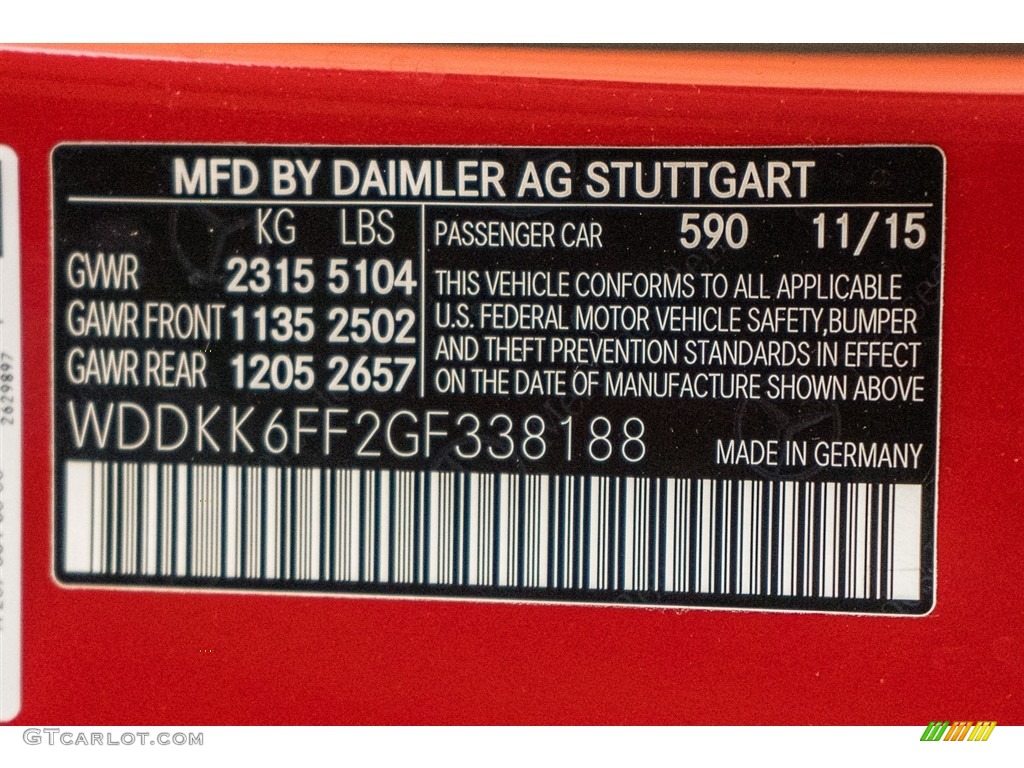 MFD BY DAIMLER AG STUTTGART
KG LBS
GVWR 2315 5104
GAWR FRONT 1135 2502
GAWR REAR 1205 2657
PASSENGER CAR 590 11/15
THIS VEHICLE CONFORMS TO ALL APPLICABLE
U.S. FEDERAL MOTOR VEHICLE SAFETY,BUMPER
AND THEFT PREVENTION STANDARDS IN EFFECT
ON THE DATE OF MANUFACTURE SHOWN ABOVE
WDDKK6FF2GF338188
MADE IN GERMANY
2629897
GTCARLOT.COM